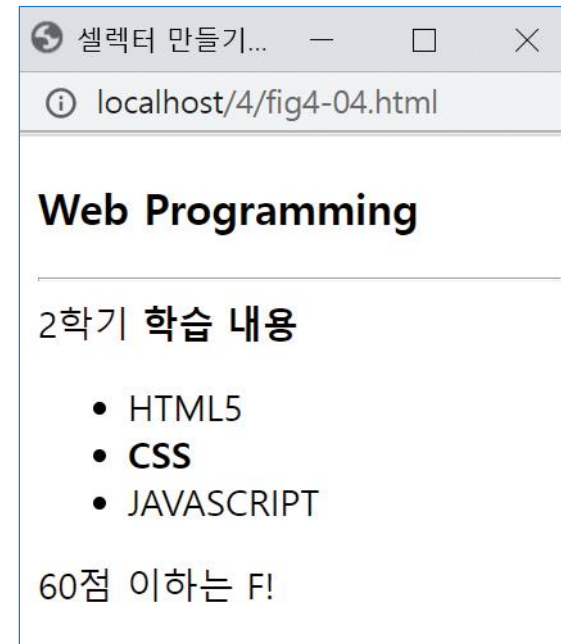 셀렉터 만들기...
localhost/4/fig4-04.html
Web Programming
2학기 학습 내용
• HTML5
• CSS
• JAVASCRIPT
60점 이하는 F!